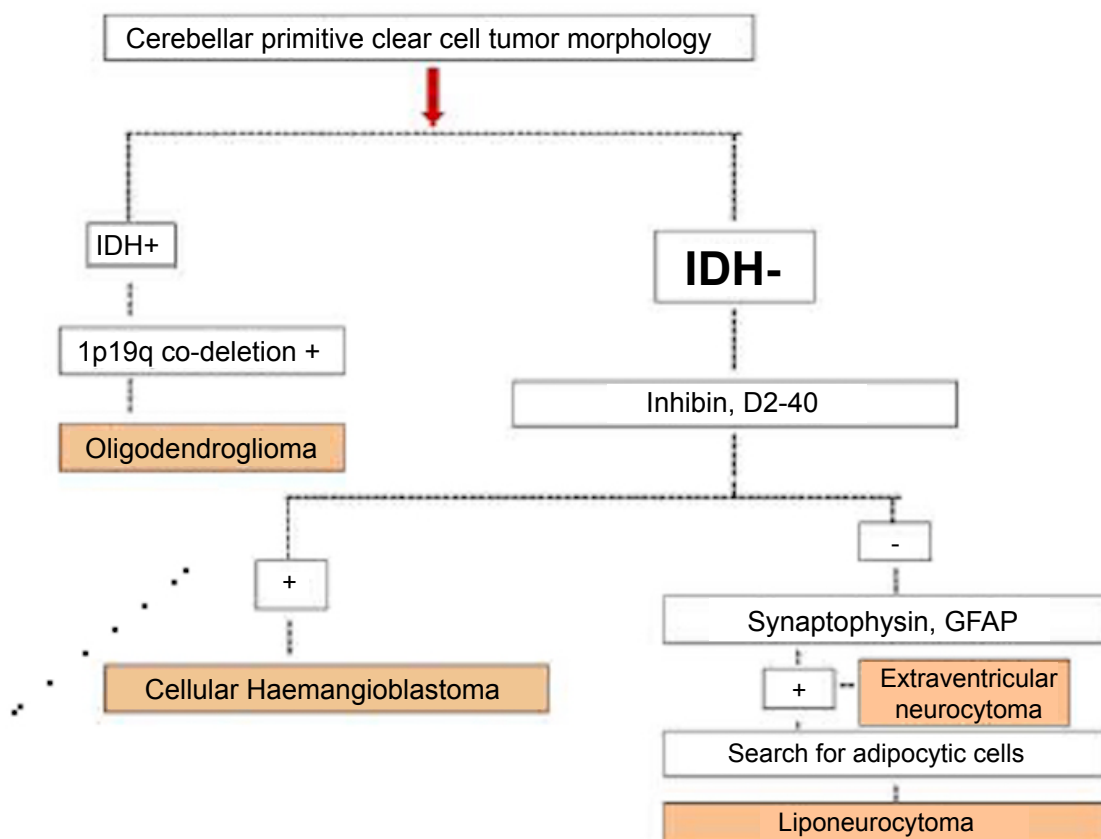 Cerebellar primitive clear cell tumor morphology
IDH+
IDH-
1p19q co-deletion +
Inhibin, D2-40
Oligodendroglioma
-
+
Synaptophysin, GFAP
Cellular Haemangioblastoma
+
Extraventricular
neurocytoma
Search for adipocytic cells
Liponeurocytoma